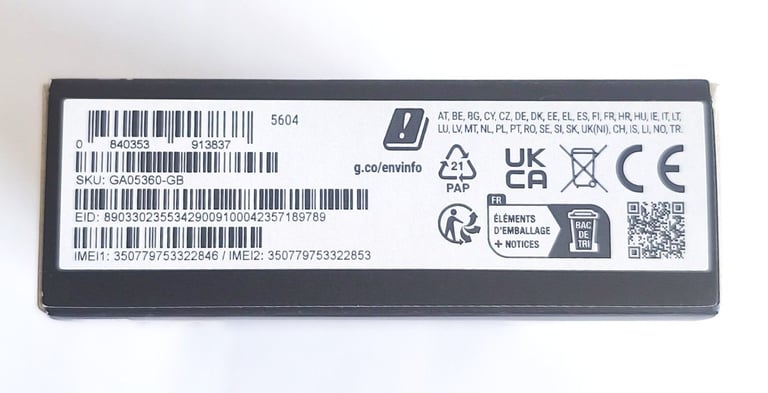 5604
0 840353 913837
SKU: GA05360-GB
EID: 89033023553429009100042357189789
IMEI1: 350779753322846 / IMEI2: 350779753322853
g.co/envinfo
AT, BE, BG, CY, CZ, DE, DK, EE, EL, ES, FI, FR, HR, HU, IE, IT, LT,
LU, LV, MT, NL, PL, PT, RO, SE, SI, SK, UK(NI), CH, IS, LI, NO, TR.
21
PAP
UK
CA
CE
FR
ÉLÉMENTS
D'EMBALLAGE
+ NOTICES
BAC
DE
TRI